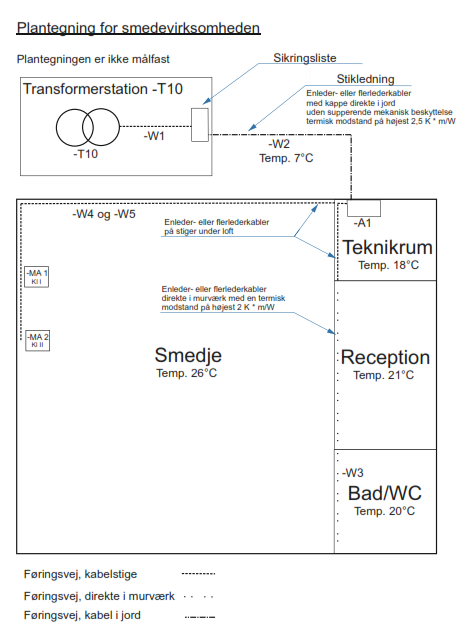 Plantegning for smedevirksomheden
Plantegningen er ikke målfast
Sikringsliste
Transformerstation -T10
Stikledning
Enleder- eller flerlederkabler
med kappe direkte i jord
uden supperende mekanisk beskyttelse
termisk modstand på højest 2,5 K * m/W
-W1
-T10
-W2
Temp. 7°C
-W4 og -W5
Enleder- eller flerlederkabler
på stiger under loft
-A1
Teknikrum
Temp. 18°C
-MA 1
Kl I
Enleder- eller flerlederkabler
direkte i murværk med en termisk
modstand på højest 2 K * m/W
-MA 2
Kl II
Smedje
Temp. 26°C
Reception
Temp. 21°C
-W3
Bad/WC
Temp. 20°C
Føringsvej, kabelstige
Føringsvej, direkte i murværk
Føringsvej, kabel i jord